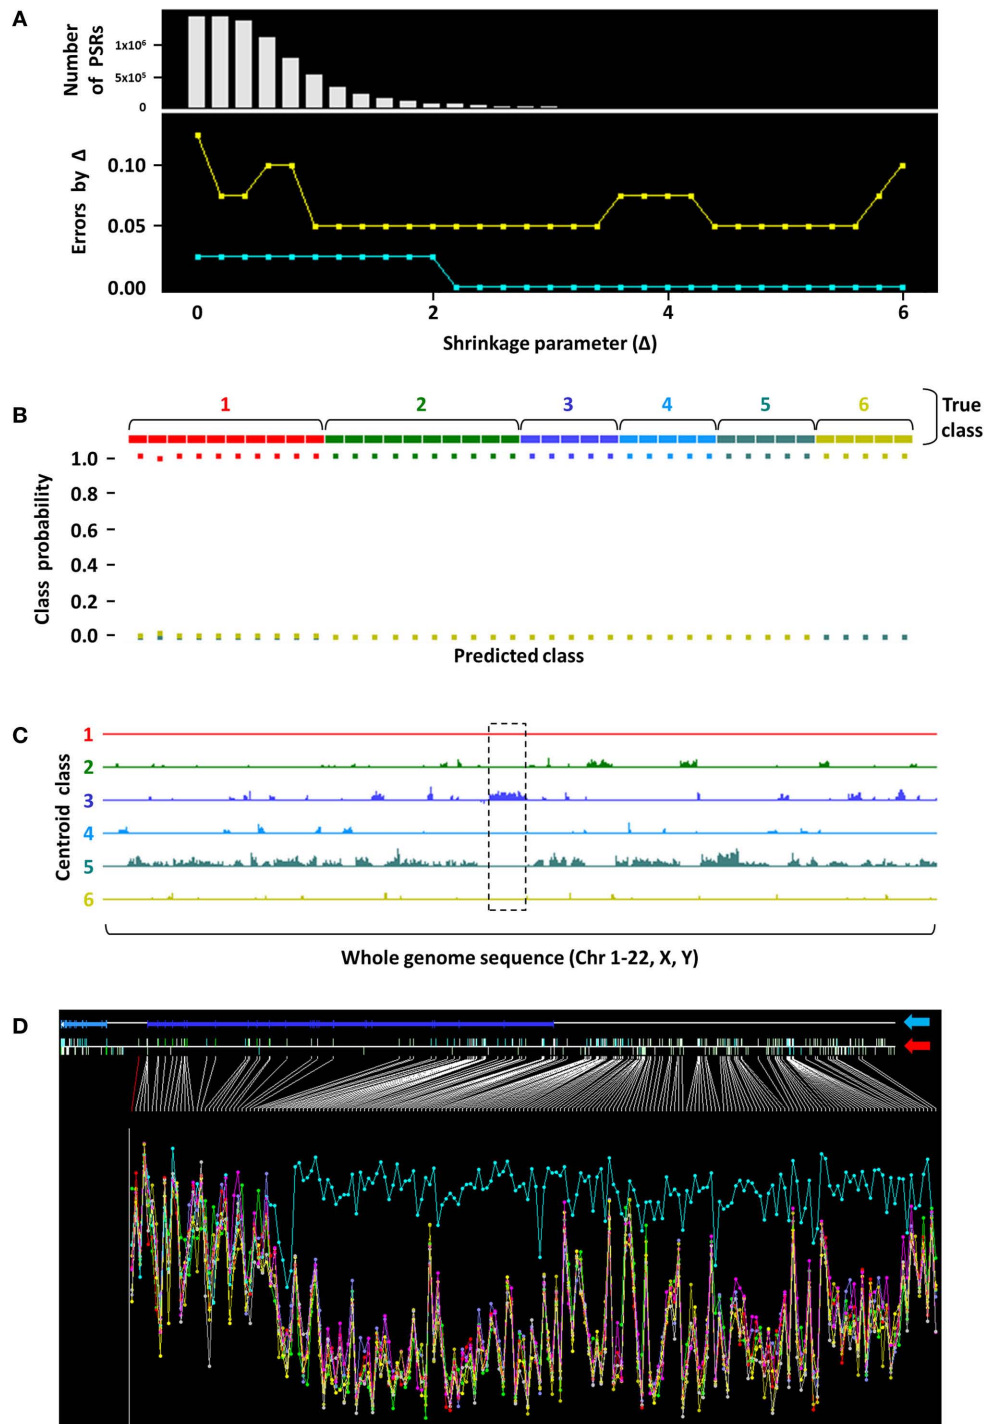 A
Number
of PSRs
1x10⁶
5x10⁵
0
Errors by Δ
0.10
0.05
0.00
0 2 4 6
Shrinkage parameter (Δ)
B
1 2 3 4 5 6
True
class
Class probability
1.0
0.8
0.6
0.4
0.2
0.0
Predicted class
C
Centroid class
1
2
3
4
5
6
Whole genome sequence (Chr 1-22, X, Y)
D